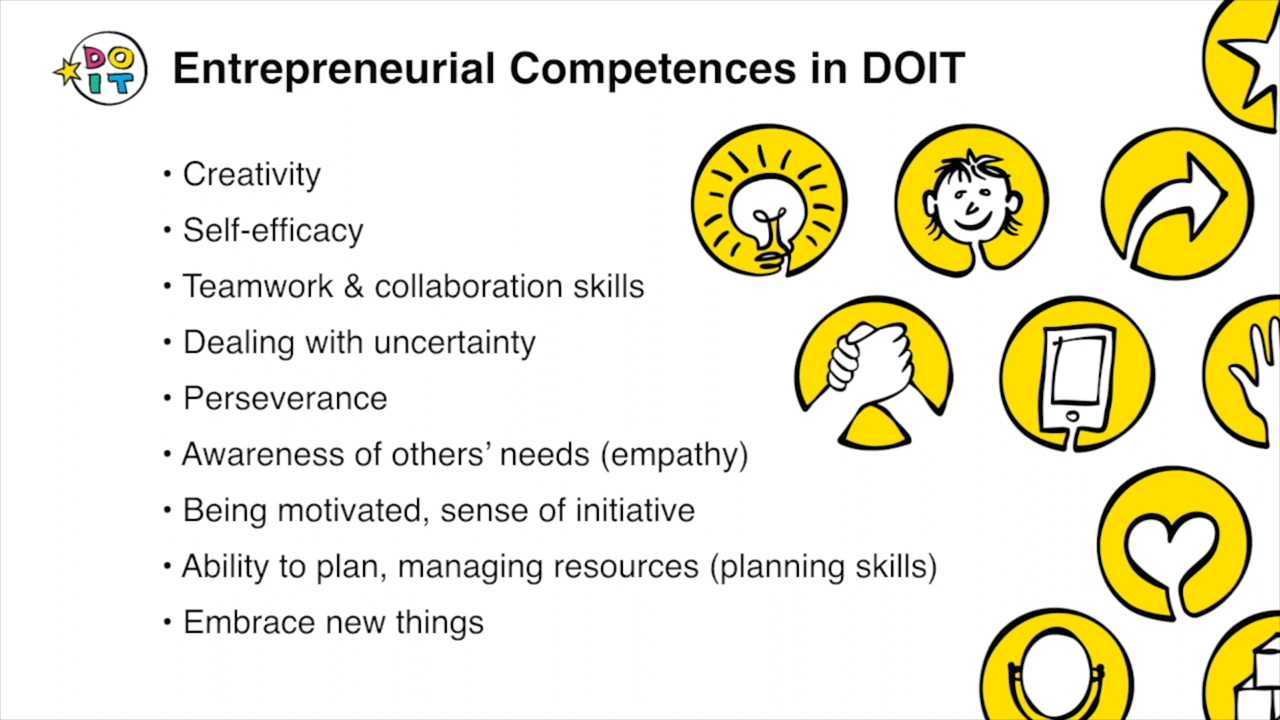 DO
IT
Entrepreneurial Competences in DOIT
• Creativity
• Self-efficacy
• Teamwork & collaboration skills
• Dealing with uncertainty
• Perseverance
• Awareness of others’ needs (empathy)
• Being motivated, sense of initiative
• Ability to plan, managing resources (planning skills)
• Embrace new things